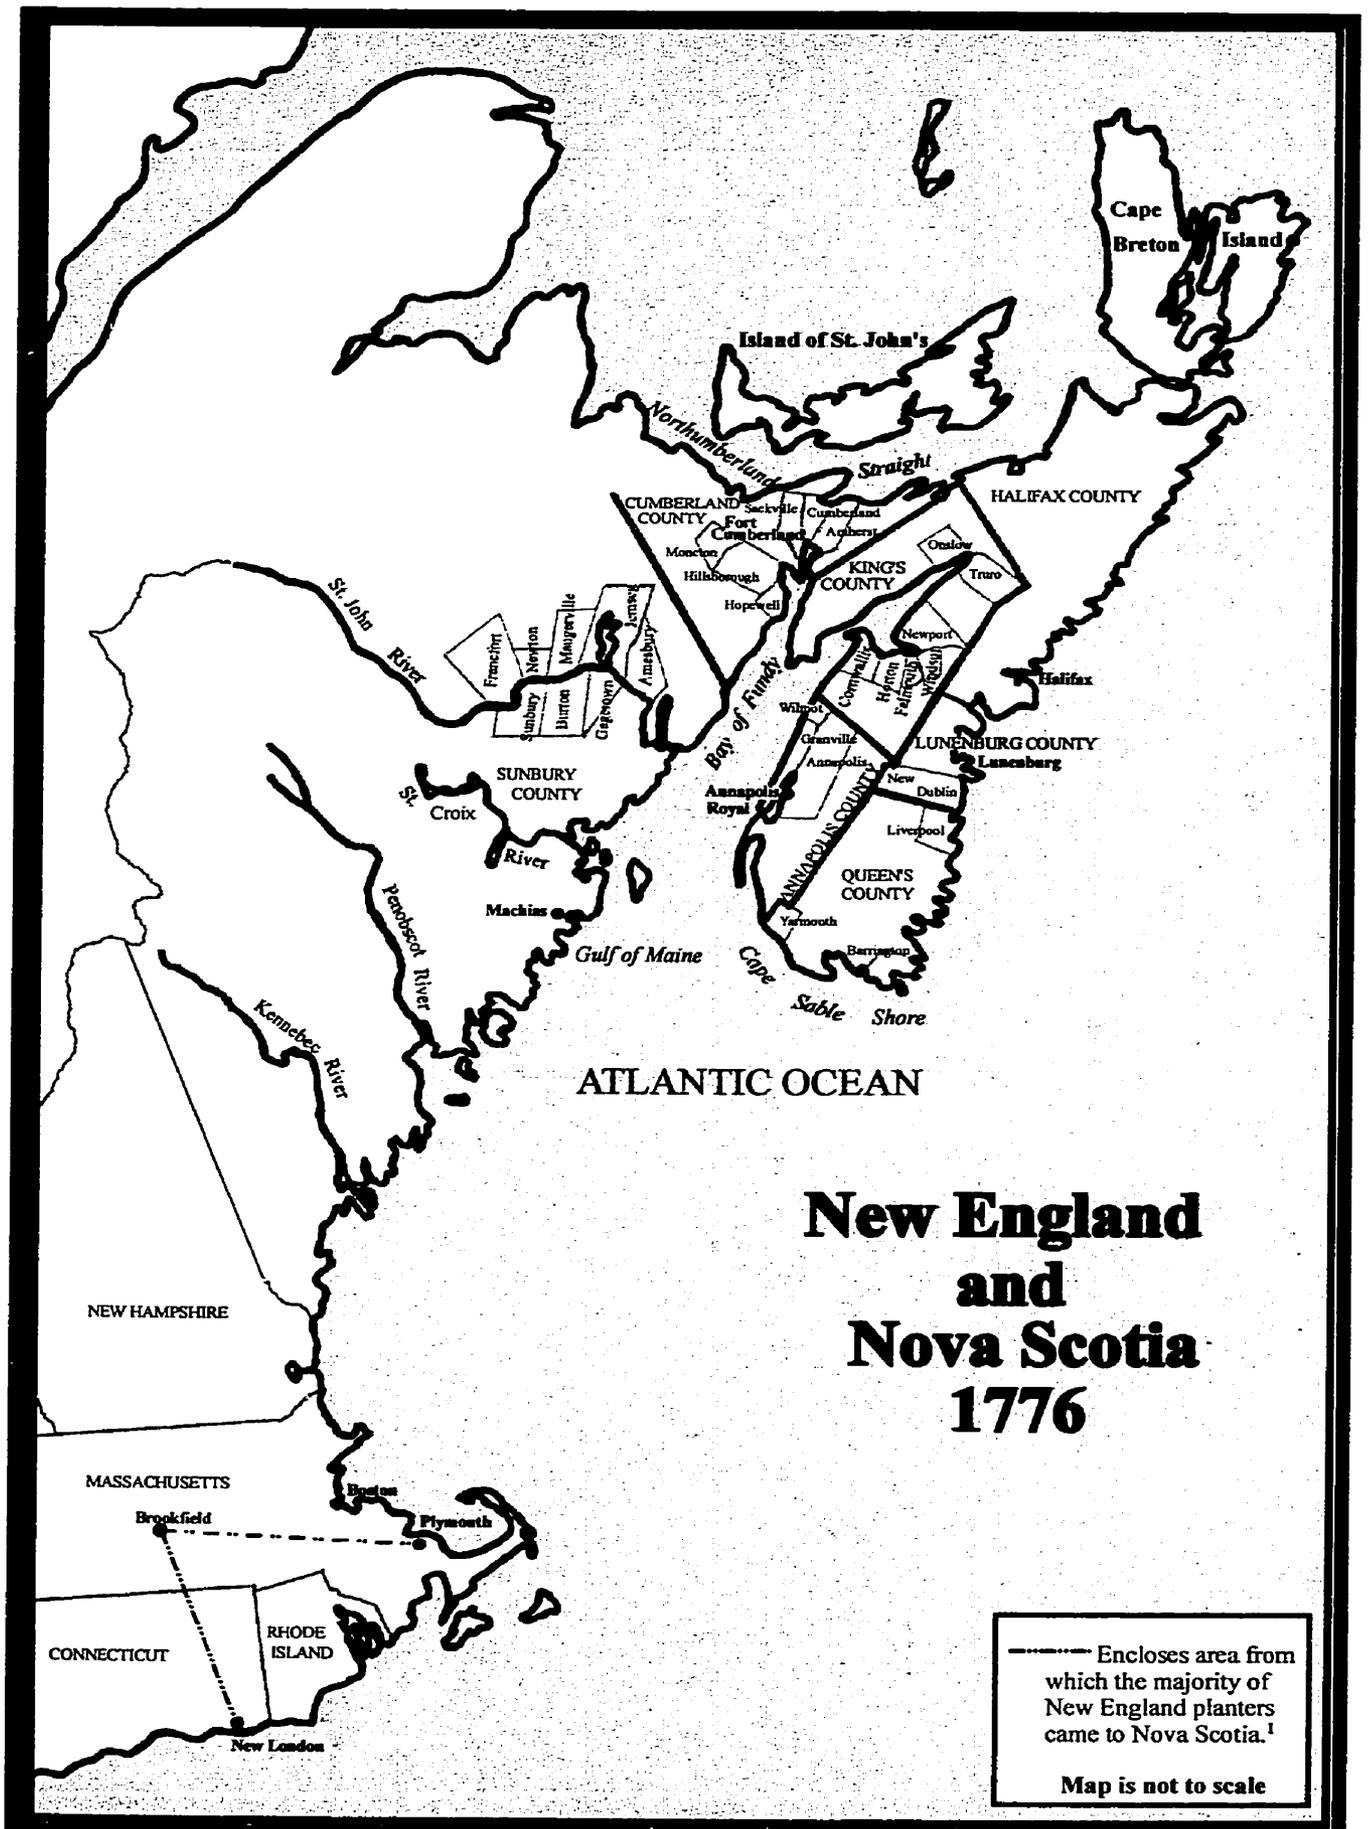 Cape
Breton
Island
Island of St. John's
Northumberland
Straight
HALIFAX COUNTY
CUMBERLAND
COUNTY
Sackville
Cumberland
Fort
Cumberland
Amherst
Moncton
Hillsborough
Hopewell
KING'S
COUNTY
Onslow
Truro
Newport
St. John
River
Francfort
Newton
Maugerville
Jemseg
Amesbury
Sunbury
Burton
Gagetown
Bay of Fundy
Cornwallis
Horton
Falmouth
Windsor
Halifax
Wilmot
Granville
Annapolis
LUNENBURG COUNTY
Lunenburg
New
Dublin
SUNBURY
COUNTY
St.
Croix
River
Annapolis
Royal
ANNAPOLIS COUNTY
Liverpool
QUEEN'S
COUNTY
Yarmouth
Barrington
Machias
Gulf of Maine
Cape
Sable
Shore
Penobscot River
Kennebec
River
ATLANTIC OCEAN
New England
and
Nova Scotia
1776
NEW HAMPSHIRE
MASSACHUSETTS
Boston
Brookfield
Plymouth
RHODE
ISLAND
CONNECTICUT
New London
Encloses area from
which the majority of
New England planters
came to Nova Scotia.¹
Map is not to scale